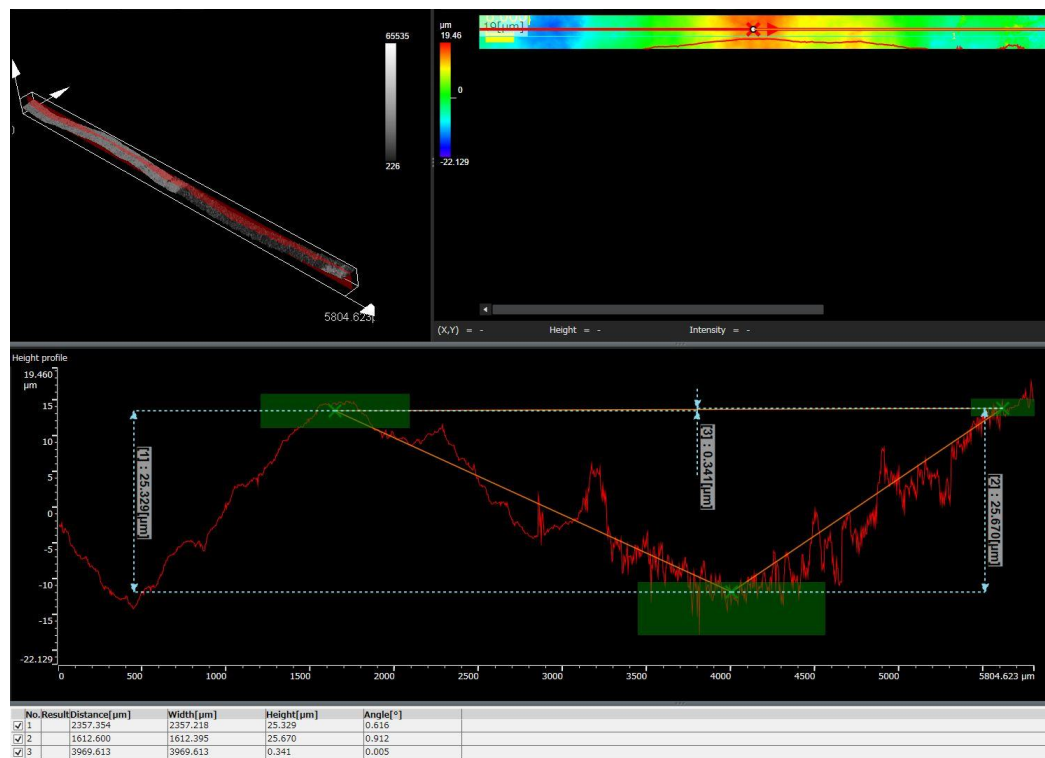 65535
226
5804.623
µm
19.46
0
-22.129
19[µm]
1
(X,Y) = -
Height = -
Intensity = -
Height profile
19.460
µm
15
10
5
0
-5
-10
-15
-22.129
[1] : 25.329[µm]
[3] : 0.341[µm]
[2] : 25.670[µm]
0 500 1000 1500 2000 2500 3000 3500 4000 4500 5000 5804.623 µm
No. Result Distance[µm] Width[µm] Height[µm] Angle[°]
1 2357.354 2357.218 25.329 0.616
2 1612.600 1612.395 25.670 0.912
3 3969.613 3969.613 0.341 0.005